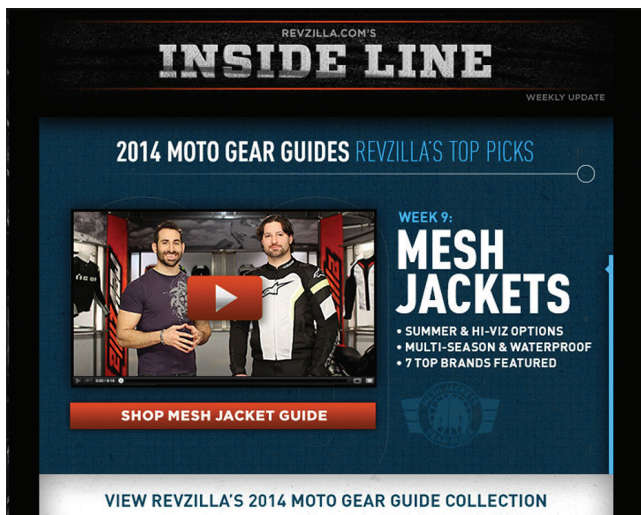 REVZILLA.COM'S
INSIDE LINE
WEEKLY UPDATE
2014 MOTO GEAR GUIDES REVZILLA'S TOP PICKS
WEEK 9:
MESH
JACKETS
• SUMMER & HI-VIZ OPTIONS
• MULTI-SEASON & WATERPROOF
• 7 TOP BRANDS FEATURED
SHOP MESH JACKET GUIDE
VIEW REVZILLA'S 2014 MOTO GEAR GUIDE COLLECTION